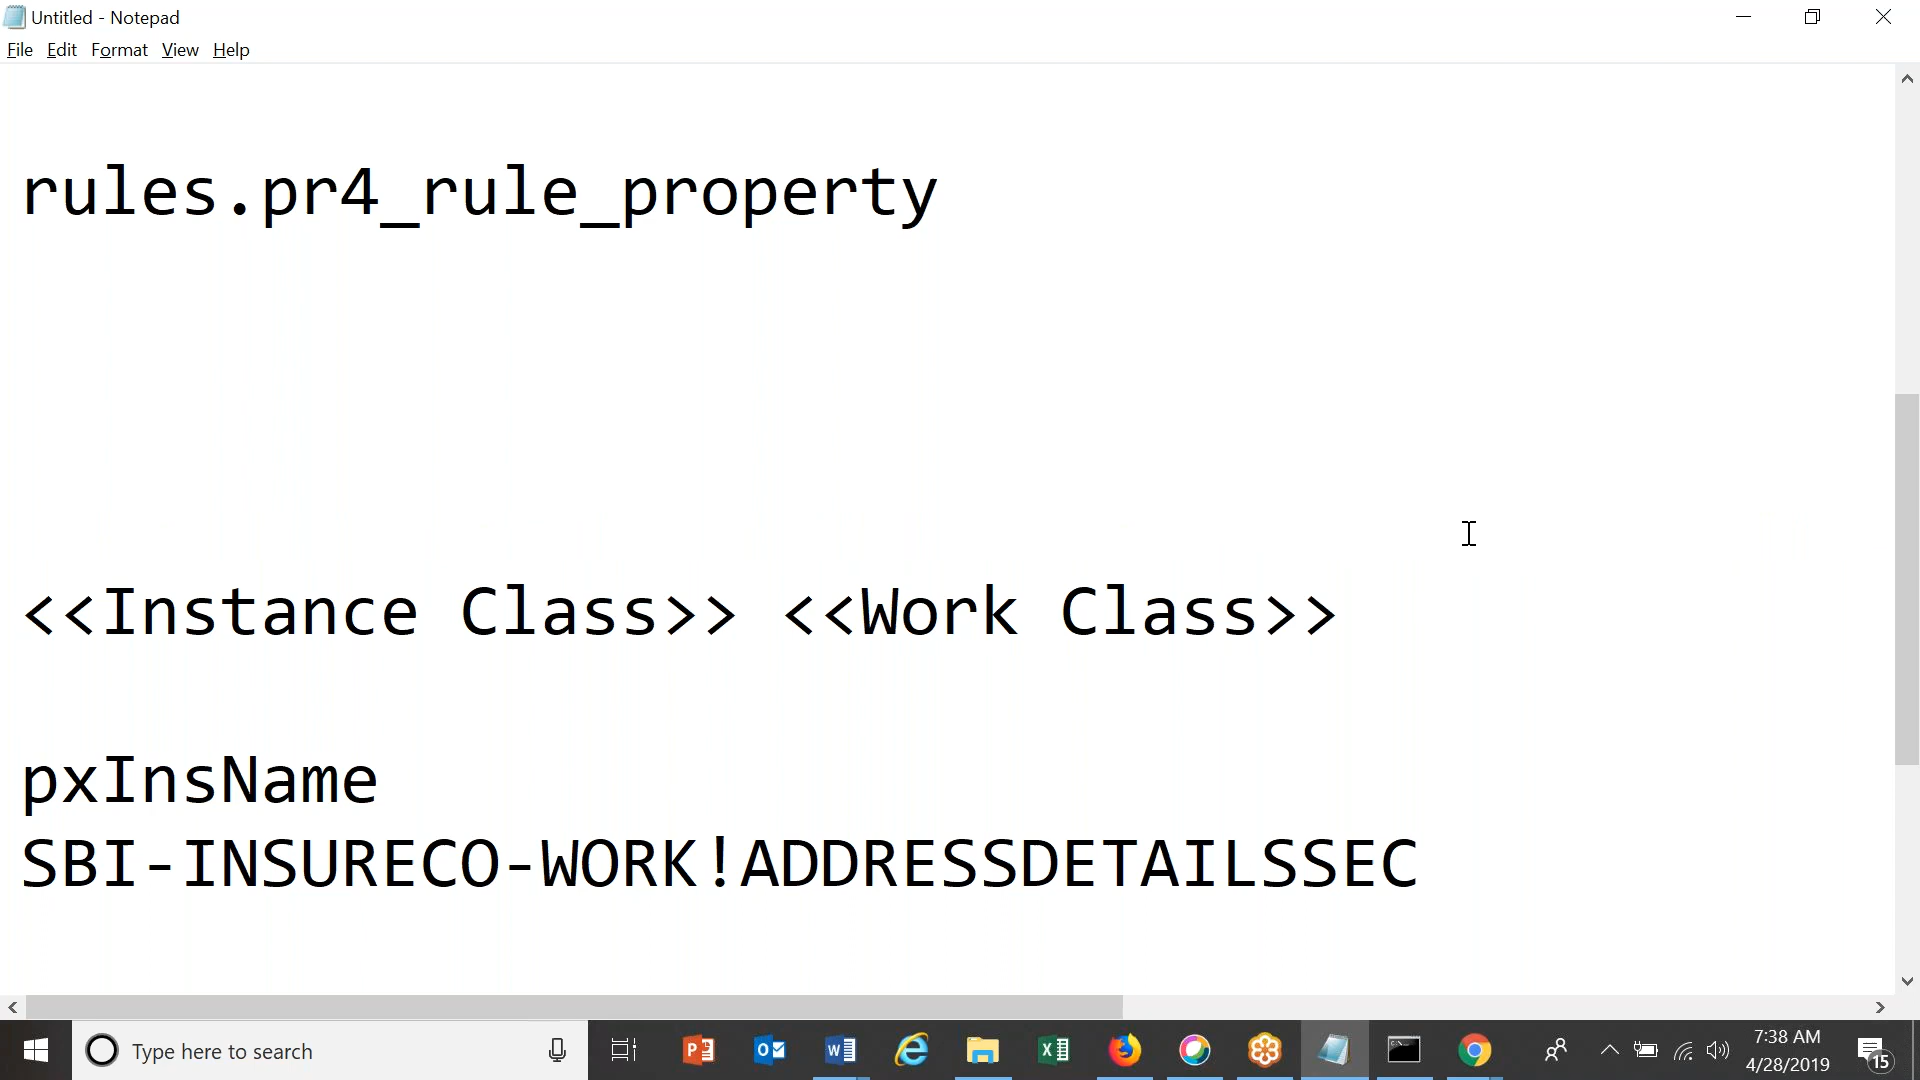 Untitled - Notepad
File Edit Format View Help
rules.pr4_rule_property
<<Instance Class>> <<Work Class>>
pxInsName
SBI-INSURECO-WORK!ADDRESSDETAILSSEC
Type here to search
7:38 AM
4/28/2019
15